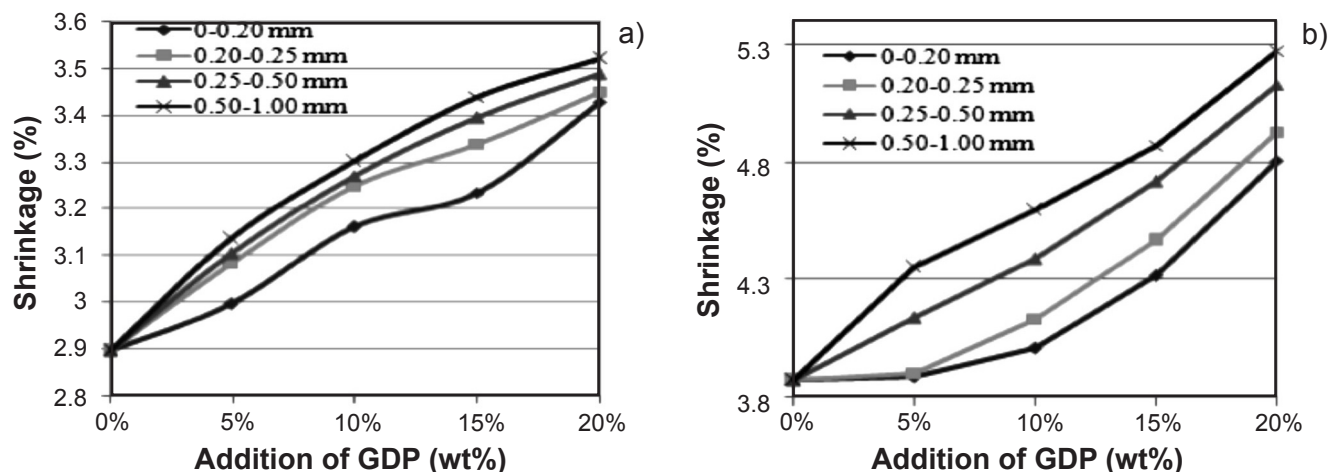 a)
Shrinkage (%)
3.6
3.5
3.4
3.3
3.2
3.1
3
2.9
2.8
0-0.20 mm
0.20-0.25 mm
0.25-0.50 mm
0.50-1.00 mm
0% 5% 10% 15% 20%
Addition of GDP (wt%)
b)
Shrinkage (%)
5.3
4.8
4.3
3.8
0-0.20 mm
0.20-0.25 mm
0.25-0.50 mm
0.50-1.00 mm
0% 5% 10% 15% 20%
Addition of GDP (wt%)